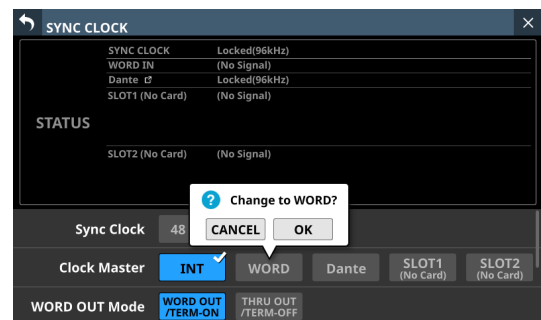 SYNC CLOCK
SYNC CLOCK Locked(96kHz)
WORD IN (No Signal)
Dante Locked(96kHz)
SLOT1 (No Card) (No Signal)
STATUS
SLOT2 (No Card) (No Signal)
? Change to WORD?
CANCEL OK
Sync Clock 48
Clock Master INT WORD Dante SLOT1 (No Card) SLOT2 (No Card)
WORD OUT Mode WORD OUT /TERM-ON THRU OUT /TERM-OFF